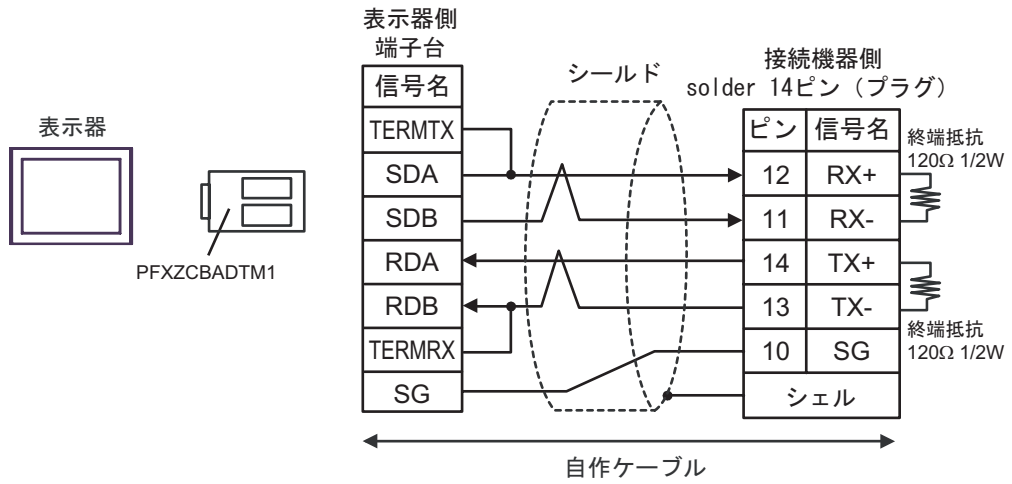 表示器
PFXZCBADTM1
表示器側
端子台
信号名
TERMTX
SDA
SDB
RDA
RDB
TERMRX
SG
シールド
接続機器側
solder 14ピン（プラグ）
ピン 信号名
12 RX+
11 RX-
14 TX+
13 TX-
10 SG
シェル
終端抵抗
120Ω 1/2W
終端抵抗
120Ω 1/2W
自作ケーブル